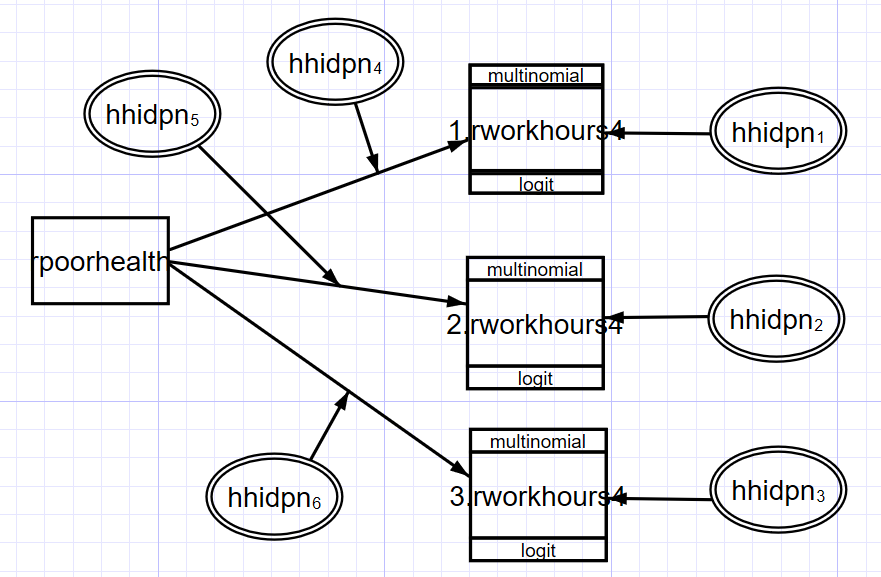 hhidpn4
hhidpn5
multinomial
1.rworkhours4
logit
hhidpn1
rpoorhealth
multinomial
2.rworkhours4
logit
hhidpn2
multinomial
3.rworkhours4
logit
hhidpn3
hhidpn6